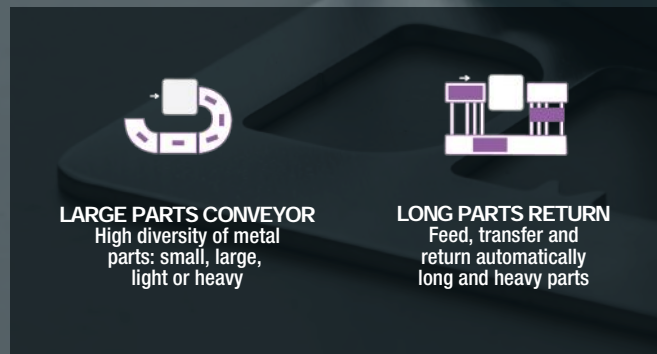 LARGE PARTS CONVEYOR
High diversity of metal
parts: small, large,
light or heavy
LONG PARTS RETURN
Feed, transfer and
return automatically
long and heavy parts